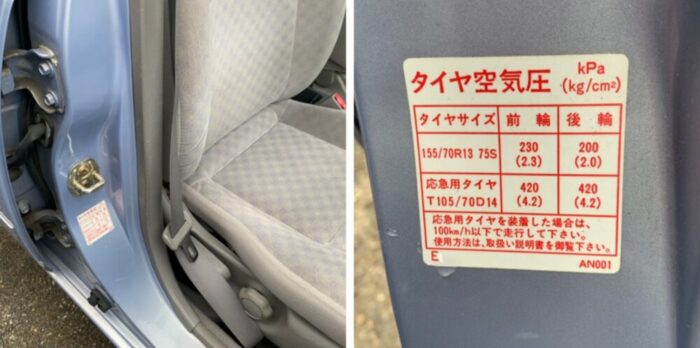 タイヤ空気圧 kPa (kg/cm²)
タイヤサイズ 前輪 後輪
155/70R13 75S 230 (2.3) 200 (2.0)
応急用タイヤ T105/70D14 420 (4.2) 420 (4.2)
応急用タイヤを装着した場合は、
100km/h以下で走行して下さい。
使用方法は、取扱い説明書を御覧下さい。
E AN001